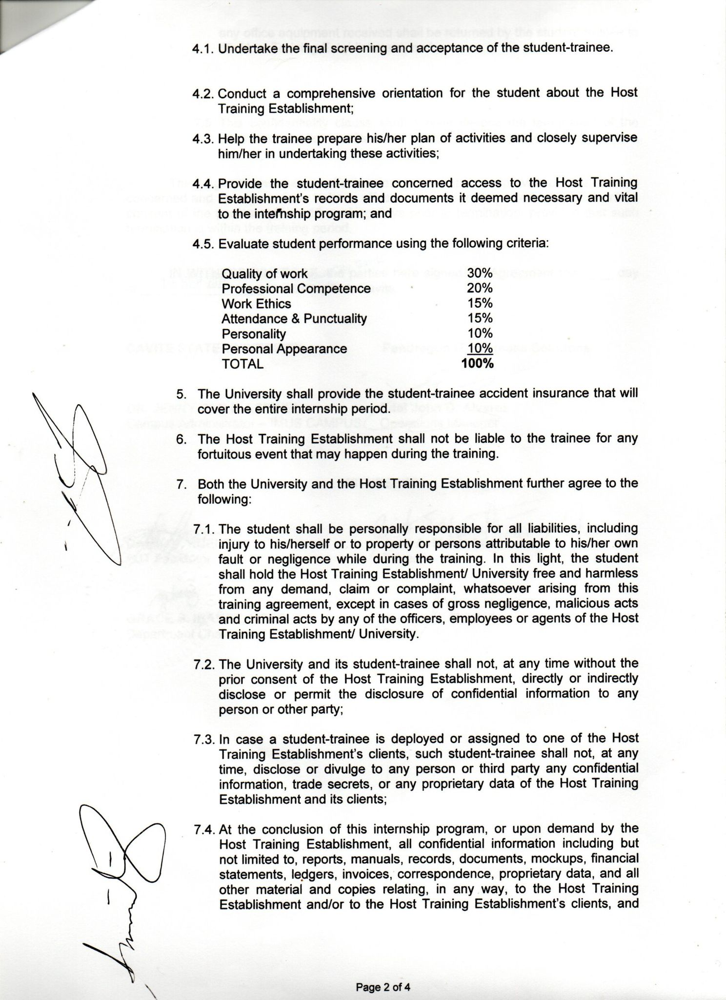 4.1. Undertake the final screening and acceptance of the student-trainee.
4.2. Conduct a comprehensive orientation for the student about the Host
Training Establishment;
4.3. Help the trainee prepare his/her plan of activities and closely supervise
him/her in undertaking these activities;
4.4. Provide the student-trainee concerned access to the Host Training
Establishment's records and documents it deemed necessary and vital
to the internship program; and
4.5. Evaluate student performance using the following criteria:
Quality of work 30%
Professional Competence 20%
Work Ethics 15%
Attendance & Punctuality 15%
Personality 10%
Personal Appearance 10%
TOTAL 100%
5. The University shall provide the student-trainee accident insurance that will
cover the entire internship period.
6. The Host Training Establishment shall not be liable to the trainee for any
fortuitous event that may happen during the training.
7. Both the University and the Host Training Establishment further agree to the
following:
7.1. The student shall be personally responsible for all liabilities, including
injury to his/herself or to property or persons attributable to his/her own
fault or negligence while during the training. In this light, the student
shall hold the Host Training Establishment/ University free and harmless
from any demand, claim or complaint, whatsoever arising from this
training agreement, except in cases of gross negligence, malicious acts
and criminal acts by any of the officers, employees or agents of the Host
Training Establishment/ University.
7.2. The University and its student-trainee shall not, at any time without the
prior consent of the Host Training Establishment, directly or indirectly
disclose or permit the disclosure of confidential information to any
person or other party;
7.3. In case a student-trainee is deployed or assigned to one of the Host
Training Establishment's clients, such student-trainee shall not, at any
time, disclose or divulge to any person or third party any confidential
information, trade secrets, or any proprietary data of the Host Training
Establishment and its clients;
7.4. At the conclusion of this internship program, or upon demand by the
Host Training Establishment, all confidential information including but
not limited to, reports, manuals, records, documents, mockups, financial
statements, ledgers, invoices, correspondence, proprietary data, and all
other material and copies relating, in any way, to the Host Training
Establishment and/or to the Host Training Establishment's clients, and
Page 2 of 4